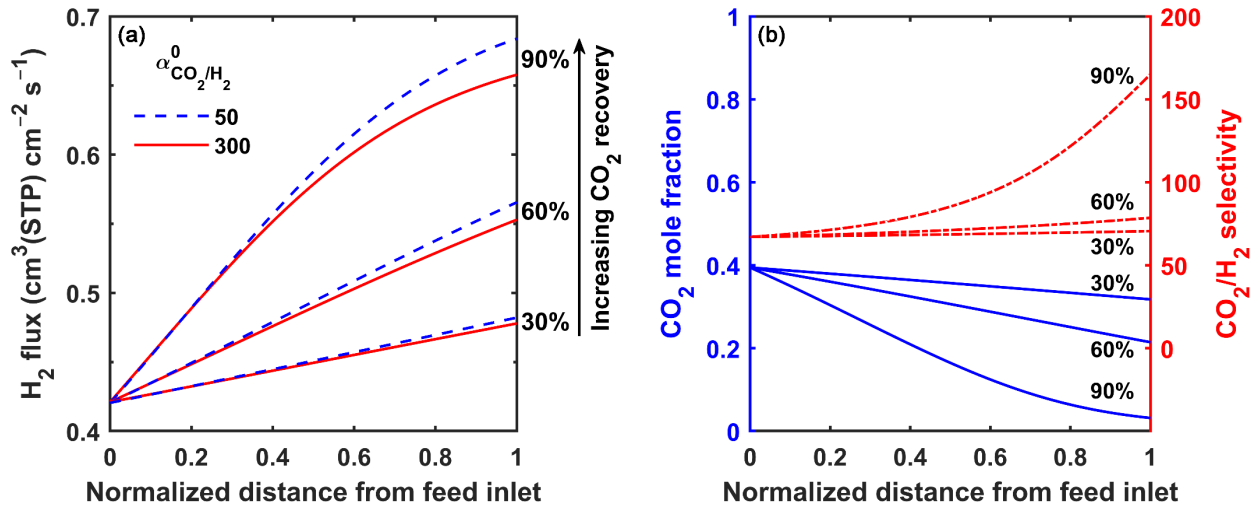 (a)
α⁰CO₂/H₂
50
300
90%
60%
30%
Increasing CO₂ recovery
H₂ flux (cm³(STP) cm⁻² s⁻¹)
0.7
0.6
0.5
0.4
0 0.2 0.4 0.6 0.8 1
Normalized distance from feed inlet
(b)
CO₂ mole fraction
1
0.8
0.6
0.4
0.2
0
90%
60%
30%
30%
60%
90%
200
150
100
50
0
CO₂/H₂ selectivity
0 0.2 0.4 0.6 0.8 1
Normalized distance from feed inlet